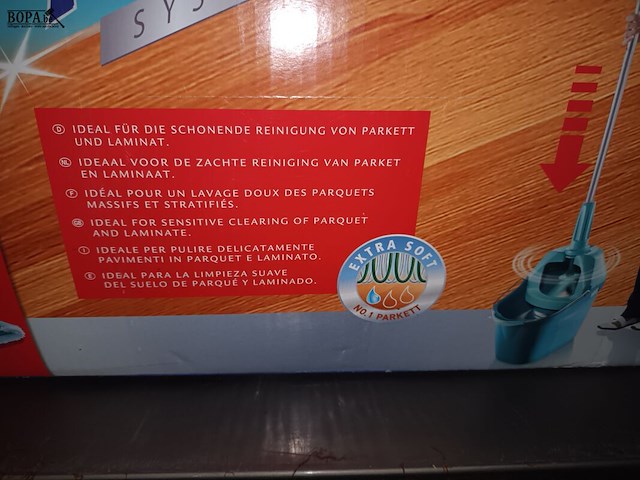 BOPA
SYS
Ⓓ IDEAL FÜR DIE SCHONENDE REINIGUNG VON PARKETT
UND LAMINAT.
NL IDEAAL VOOR DE ZACHTE REINIGING VAN PARKET
EN LAMINAAT.
Ⓕ IDÉAL POUR UN LAVAGE DOUX DES PARQUETS
MASSIFS ET STRATIFIÉS.
GB IDEAL FOR SENSITIVE CLEARING OF PARQUET
AND LAMINATE.
Ⓘ IDEALE PER PULIRE DELICATAMENTE
PAVIMENTI IN PARQUET E LAMINATO.
Ⓔ IDEAL PARA LA LIMPIEZA SUAVE
DEL SUELO DE PARQUÉ Y LAMINADO.
EXTRA SOFT
NO.1 PARKETT